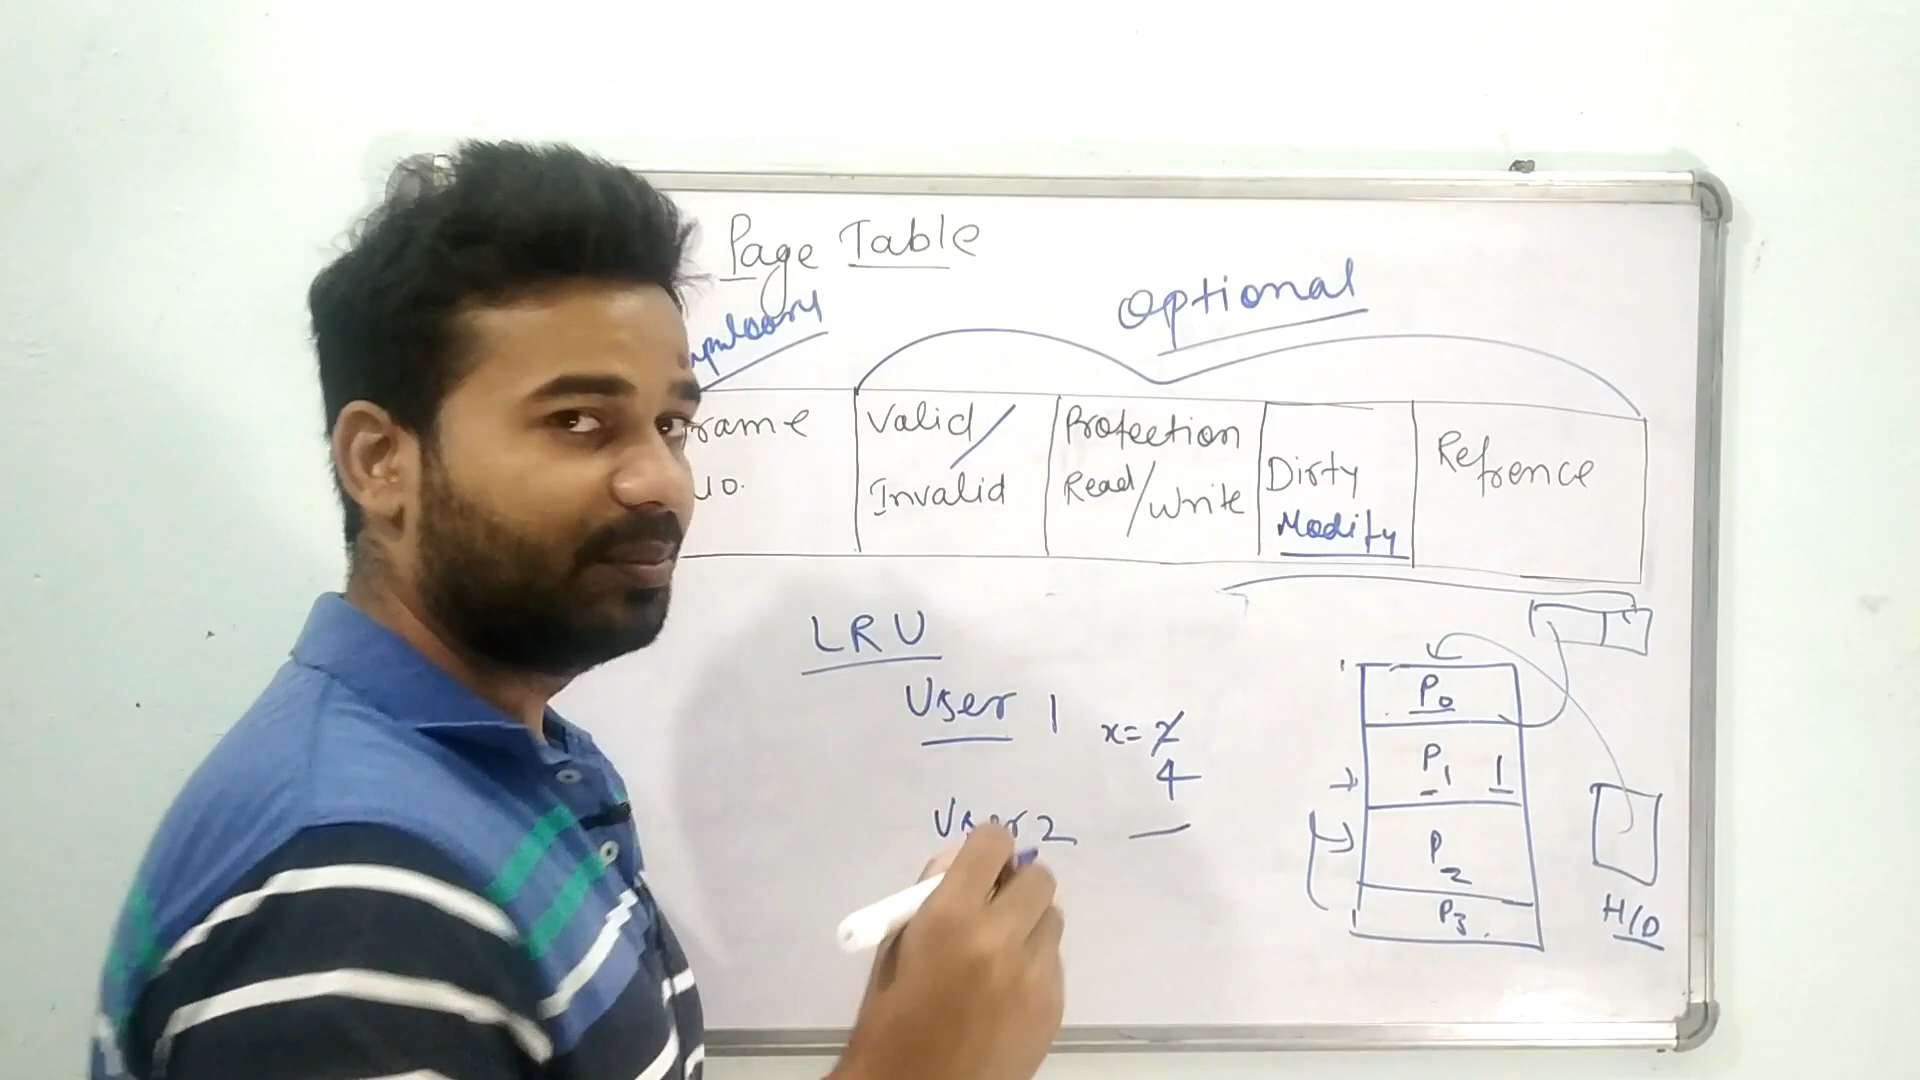 Page Table
Optional
Frame
No.
Valid/
Invalid
Protection
Read/Write
Dirty
Modify
Refrence
LRU
User 1
x= 2
4
User 2 —
P0
P1 1
P2
P3
H/D